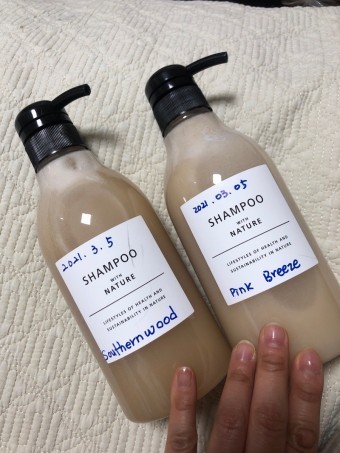 2021. 3. 5
SHAMPOO
WITH
NATURE
LIFESTYLES OF HEALTH AND
SUSTAINABILITY IN NATURE
Southernwood
2021. 03. 05
SHAMPOO
WITH
NATURE
LIFESTYLES OF HEALTH AND
SUSTAINABILITY IN NATURE
Pink Breeze